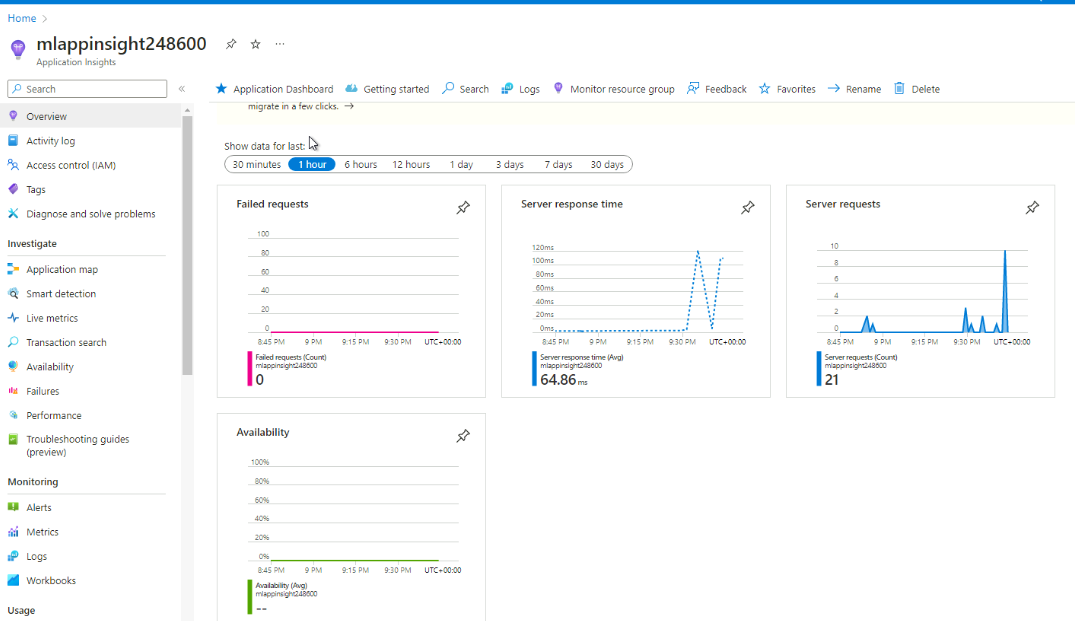 Home
mlappinsight248600
Application Insights
Search
Overview
Activity log
Access control (IAM)
Tags
Diagnose and solve problems
Investigate
Application map
Smart detection
Live metrics
Transaction search
Availability
Failures
Performance
Troubleshooting guides
(preview)
Monitoring
Alerts
Metrics
Logs
Workbooks
Usage
Application Dashboard Getting started Search Logs Monitor resource group Feedback Favorites Rename Delete
migrate in a few clicks. →
Show data for last:
30 minutes 1 hour 6 hours 12 hours 1 day 3 days 7 days 30 days
Failed requests
100
80
60
40
20
0
8:45 PM 9 PM 9:15 PM 9:30 PM UTC+00:00
Failed requests (Count)
mlappinsight248600
0
Server response time
120ms
100ms
80ms
60ms
40ms
20ms
0ms
8:45 PM 9 PM 9:15 PM 9:30 PM UTC+00:00
Server response time (Avg)
mlappinsight248600
64.86 ms
Server requests
10
8
6
4
2
0
8:45 PM 9 PM 9:15 PM 9:30 PM UTC+00:00
Server requests (Count)
mlappinsight248600
21
Availability
100%
80%
60%
40%
20%
0%
8:45 PM 9 PM 9:15 PM 9:30 PM UTC+00:00
Availability (Avg)
mlappinsight248600
--